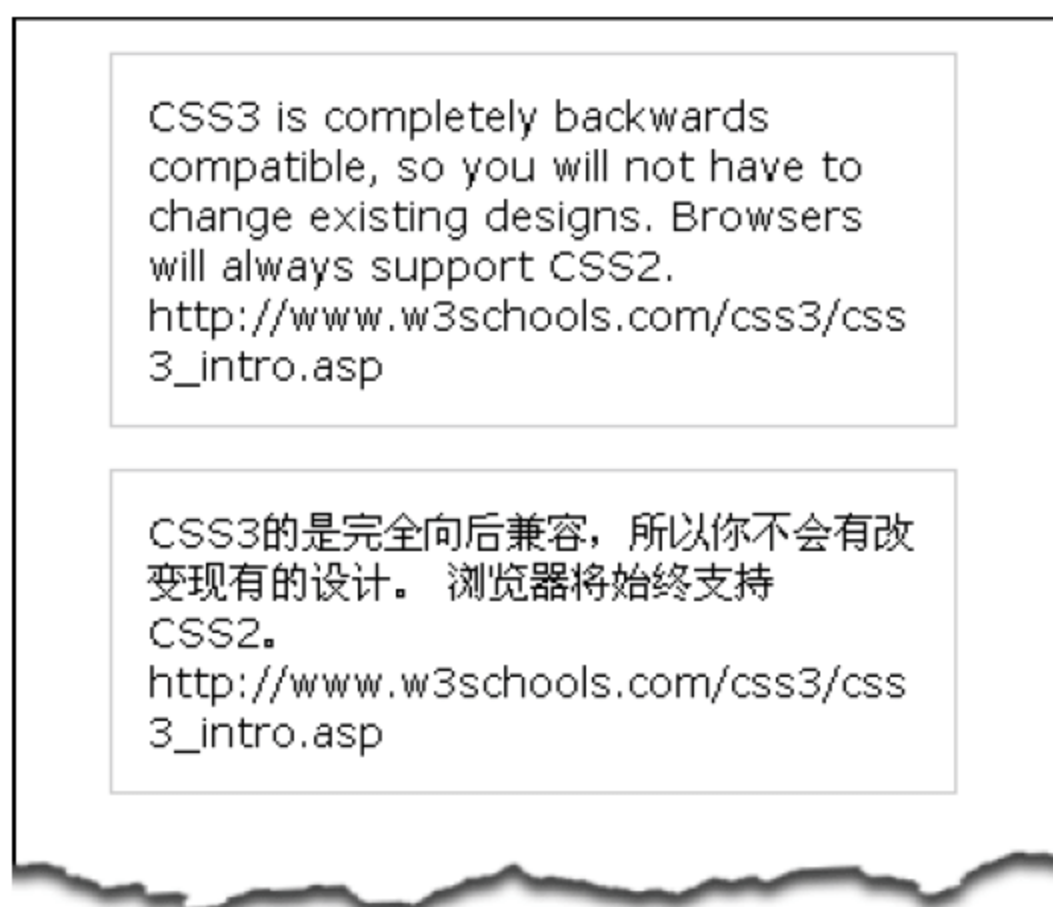 CSS3 is completely backwards
compatible, so you will not have to
change existing designs. Browsers
will always support CSS2.
http://www.w3schools.com/css3/css
3_intro.asp
CSS3的是完全向后兼容，所以你不会有改
变现有的设计。 浏览器将始终支持
CSS2。
http://www.w3schools.com/css3/css
3_intro.asp